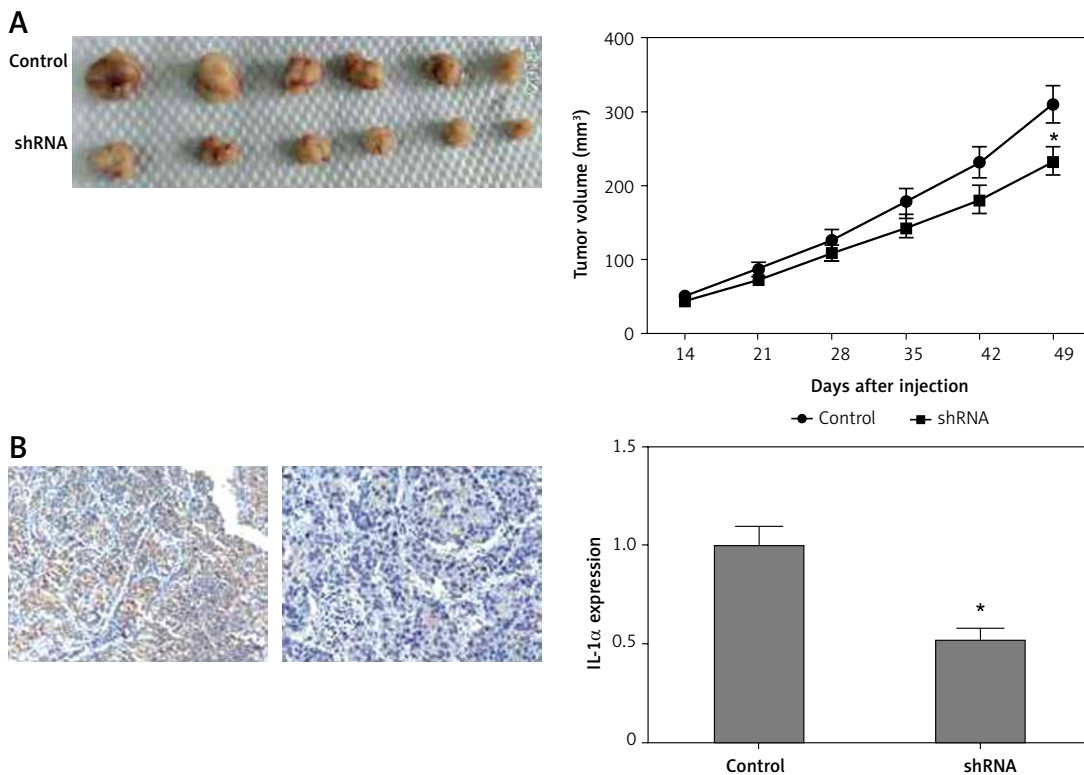 A
Control
shRNA
400
300
200
100
0
Tumor volume (mm³)
*
14 21 28 35 42 49
Days after injection
Control shRNA
B
1.5
1.0
0.5
0
IL-1α expression
*
Control shRNA